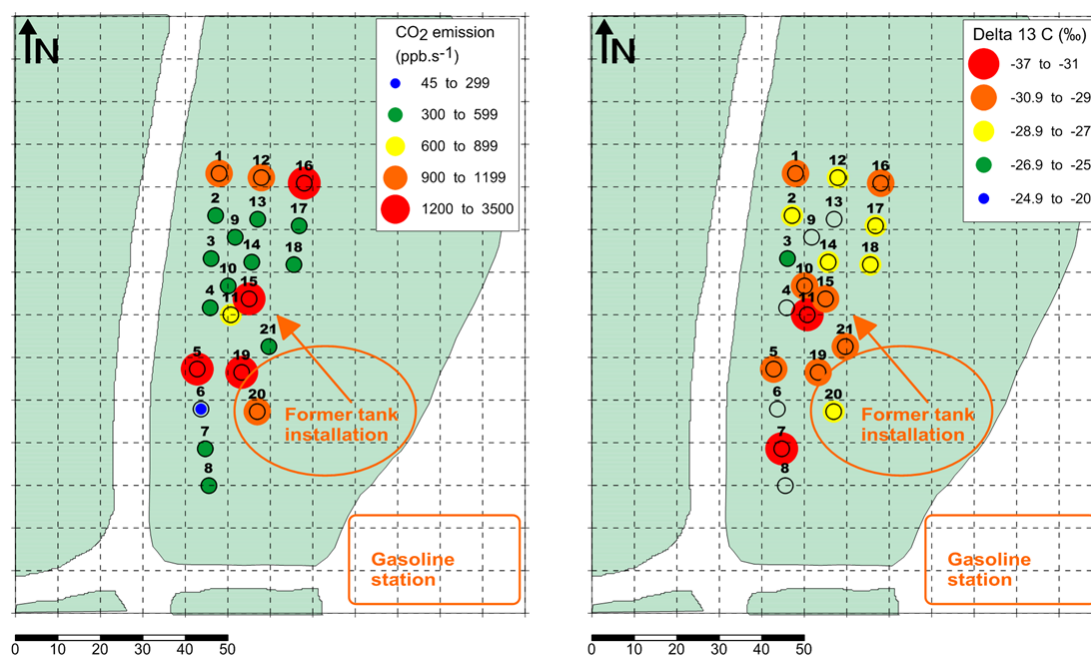 N
CO2 emission
(ppb.s-1)
45 to 299
300 to 599
600 to 899
900 to 1199
1200 to 3500
1
12
16
2
13
17
9
3
14
18
10
15
4
11
21
5
19
6
20
7
8
Former tank
installation
Gasoline
station
0 10 20 30 40 50
N
Delta 13 C (‰)
-37 to -31
-30.9 to -29
-28.9 to -27
-26.9 to -25
-24.9 to -20
1
12
16
2
13
17
9
3
14
18
10
15
4
11
21
5
19
6
20
7
8
Former tank
installation
Gasoline
station
0 10 20 30 40 50